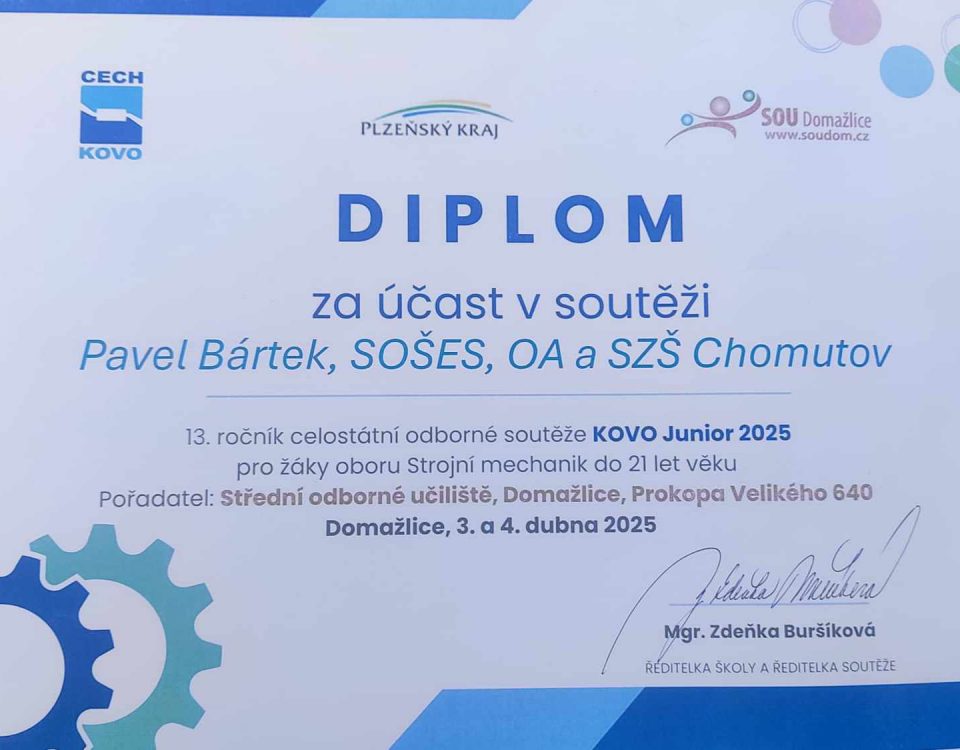 CECH
KOVO
PLZEŇSKÝ KRAJ
SOU Domažlice
www.soudom.cz
DIPLOM
za účast v soutěži
Pavel Bártek, SOŠES, OA a SZŠ Chomutov
13. ročník celostátní odborné soutěže KOVO Junior 2025
pro žáky oboru Strojní mechanik do 21 let věku
Pořadatel: Střední odborné učiliště, Domažlice, Prokopa Velikého 640
Domažlice, 3. a 4. dubna 2025
Mgr. Zdeňka Buršíková
ŘEDITELKA ŠKOLY A ŘEDITELKA SOUTĚŽE